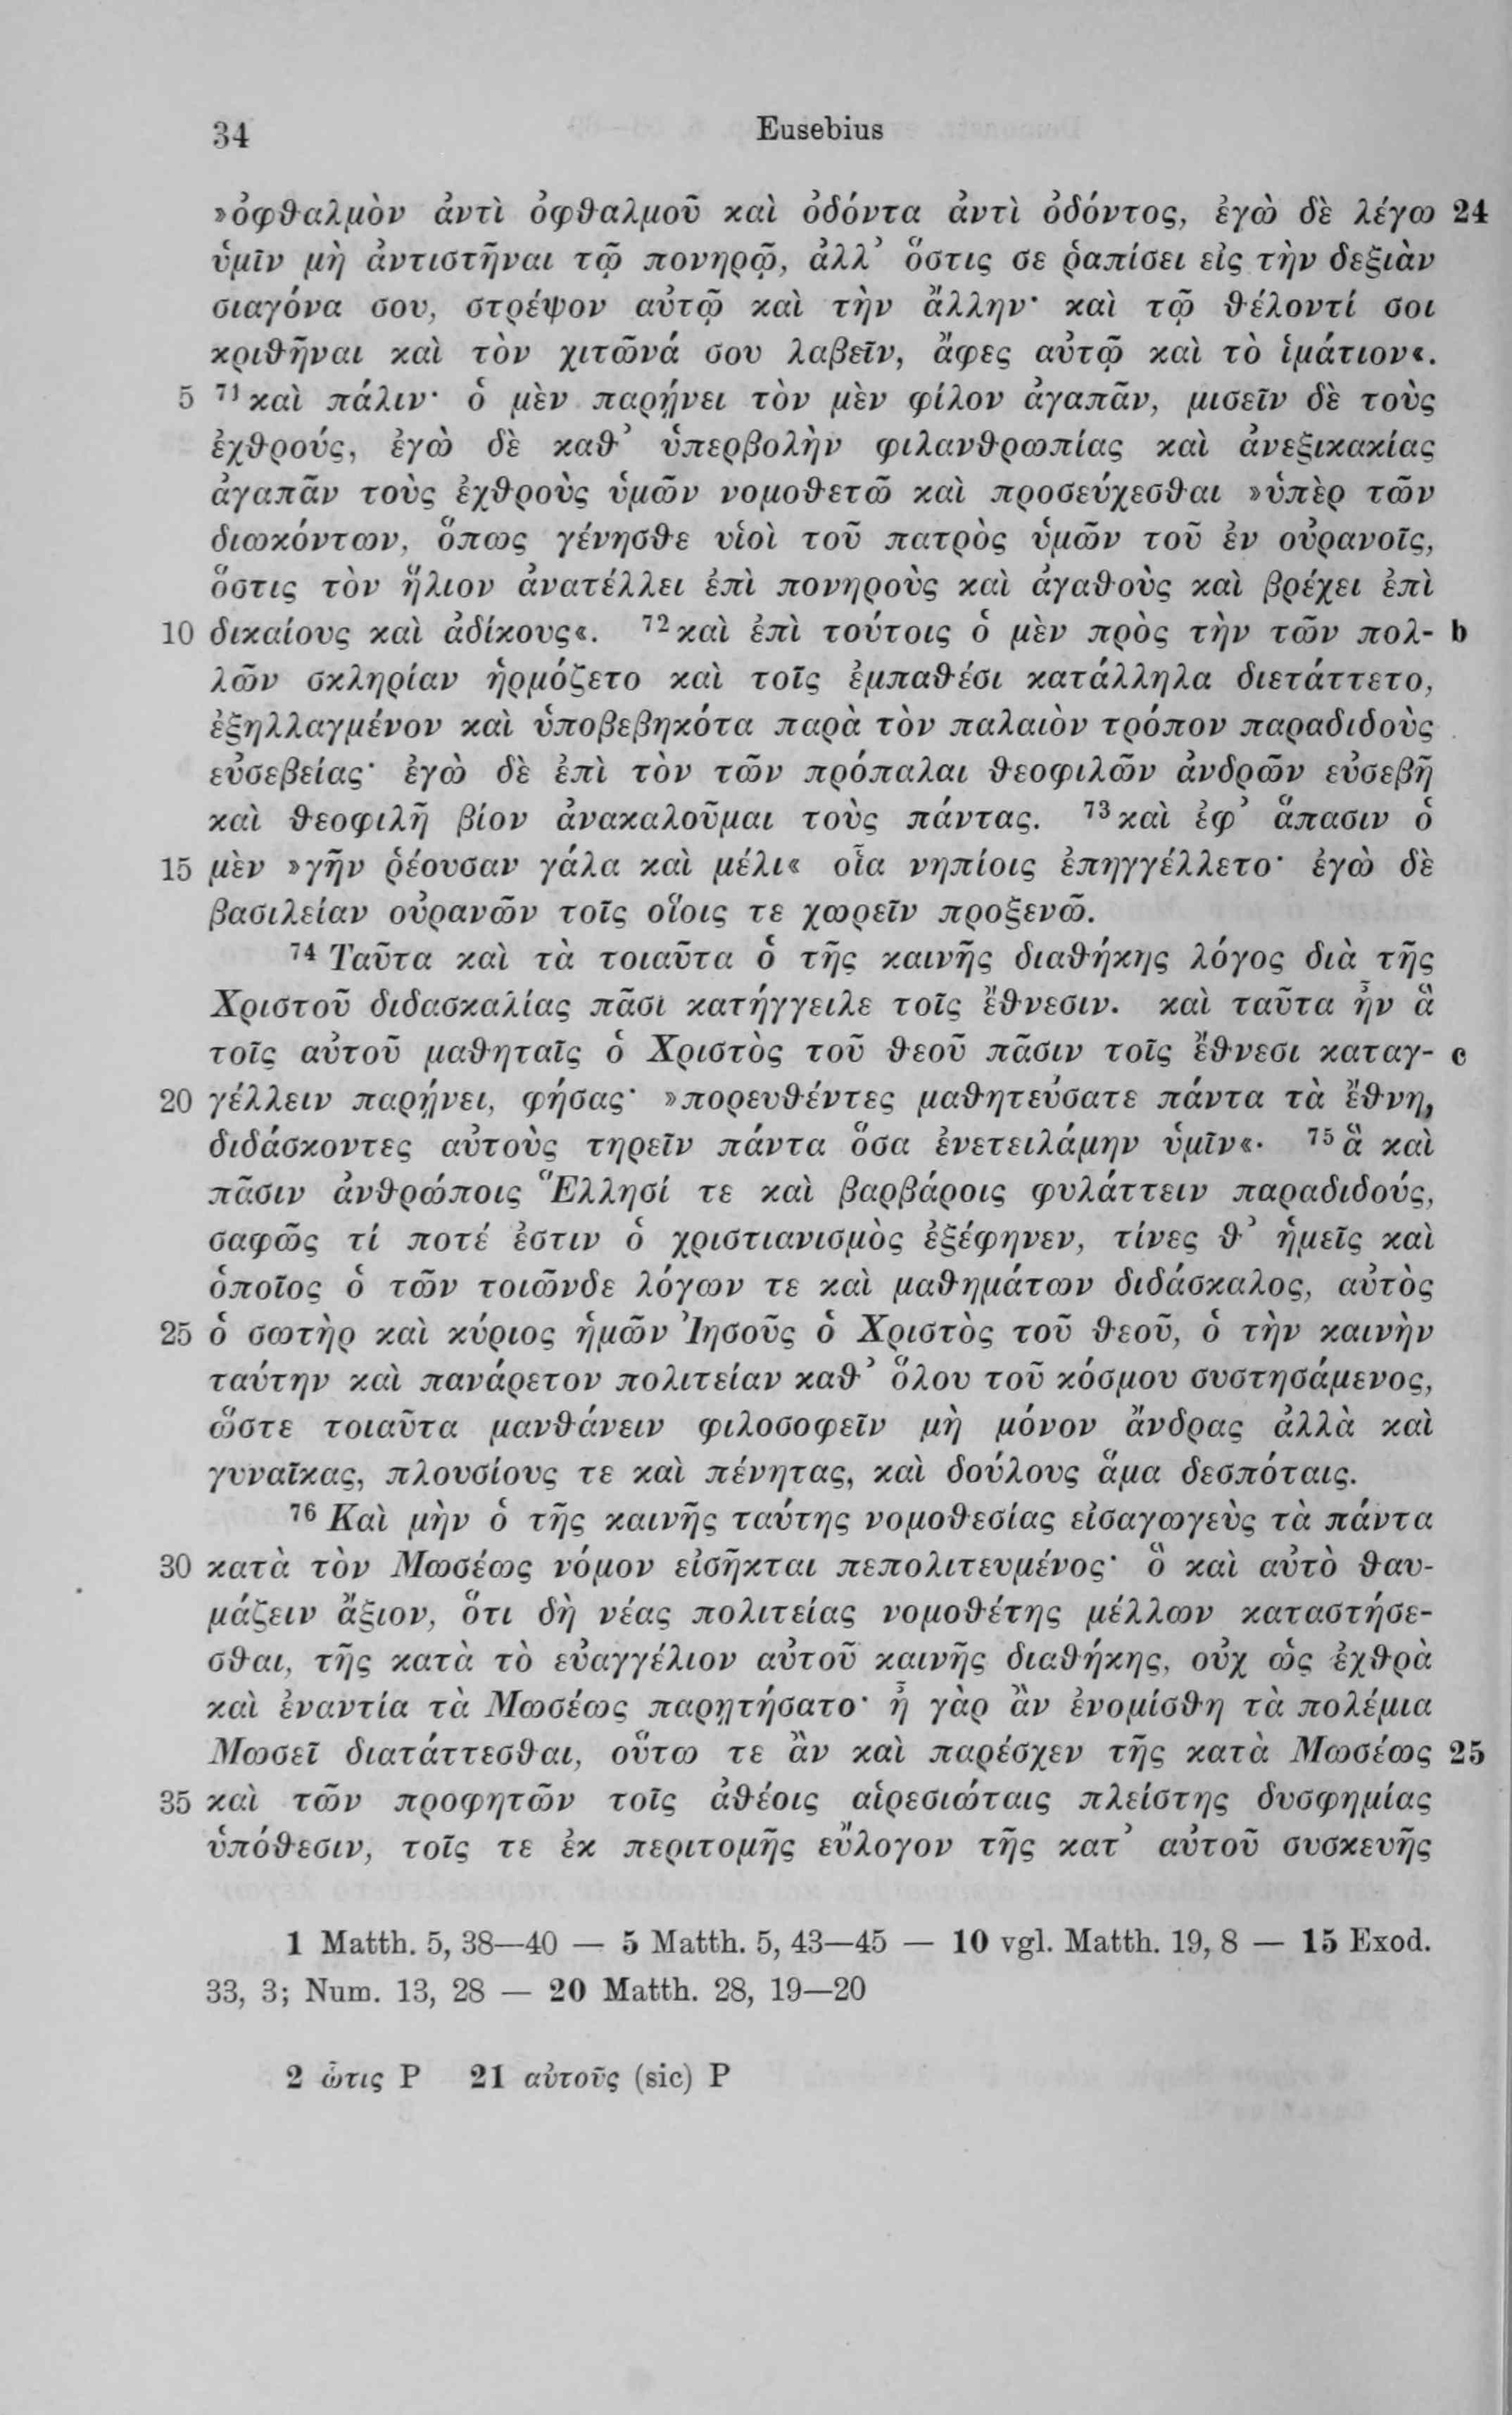 34 Eusebius
»ὀφθαλμὸν ἀντὶ ὀφθαλμοῦ καὶ ὀδόντα ἀντὶ ὀδόντος, ἐγὼ δὲ λέγω 24
ὑμῖν μὴ ἀντιστῆναι τῷ πονηρῷ, ἀλλ’ ὅστις σε ῥαπίσει εἰς τὴν δεξιὰν
σιαγόνα σου, στρέψον αὐτῷ καὶ τὴν ἄλλην· καὶ τῷ θέλοντί σοι
κριθῆναι καὶ τὸν χιτῶνά σου λαβεῖν, ἄφες αὐτῷ καὶ τὸ ἱμάτιον«.
5 ⁷¹ καὶ πάλιν· ὁ μὲν παρῄνει τὸν μὲν φίλον ἀγαπᾶν, μισεῖν δὲ τοὺς
ἐχθρούς, ἐγὼ δὲ καθ’ ὑπερβολὴν φιλανθρωπίας καὶ ἀνεξικακίας
ἀγαπᾶν τοὺς ἐχθροὺς ὑμῶν νομοθετῶ καὶ προσεύχεσθαι »ὑπὲρ τῶν
διωκόντων, ὅπως γένησθε υἱοὶ τοῦ πατρὸς ὑμῶν τοῦ ἐν οὐρανοῖς,
ὅστις τὸν ἥλιον ἀνατέλλει ἐπὶ πονηροὺς καὶ ἀγαθοὺς καὶ βρέχει ἐπὶ
10 δικαίους καὶ ἀδίκους«. ⁷² καὶ ἐπὶ τούτοις ὁ μὲν πρὸς τὴν τῶν πολ- b
λῶν σκληρίαν ἡρμόζετο καὶ τοῖς ἐμπαθέσι κατάλληλα διετάττετο,
ἐξηλλαγμένον καὶ ὑποβεβηκότα παρὰ τὸν παλαιὸν τρόπον παραδιδοὺς
εὐσεβείας· ἐγὼ δὲ ἐπὶ τὸν τῶν πρόπαλαι θεοφιλῶν ἀνδρῶν εὐσεβῆ
καὶ θεοφιλῆ βίον ἀνακαλοῦμαι τοὺς πάντας. ⁷³ καὶ ἐφ’ ἅπασιν ὁ
15 μὲν »γῆν ῥέουσαν γάλα καὶ μέλι« οἷα νηπίοις ἐπηγγέλλετο· ἐγὼ δὲ
βασιλείαν οὐρανῶν τοῖς οἵοις τε χωρεῖν προξενῶ.
⁷⁴ Ταῦτα καὶ τὰ τοιαῦτα ὁ τῆς καινῆς διαθήκης λόγος διὰ τῆς
Χριστοῦ διδασκαλίας πᾶσι κατήγγειλε τοῖς ἔθνεσιν. καὶ ταῦτα ἦν ἃ
τοῖς αὐτοῦ μαθηταῖς ὁ Χριστὸς τοῦ θεοῦ πᾶσιν τοῖς ἔθνεσι καταγ- c
20 γέλλειν παρῄνει, φήσας· »πορευθέντες μαθητεύσατε πάντα τὰ ἔθνη,
διδάσκοντες αὐτοὺς τηρεῖν πάντα ὅσα ἐνετειλάμην ὑμῖν«. ⁷⁵ ἃ καὶ
πᾶσιν ἀνθρώποις Ἕλλησί τε καὶ βαρβάροις φυλάττειν παραδιδούς,
σαφῶς τί ποτέ ἐστιν ὁ χριστιανισμὸς ἐξέφηνεν, τίνες θ’ ἡμεῖς καὶ
ὁποῖος ὁ τῶν τοιῶνδε λόγων τε καὶ μαθημάτων διδάσκαλος, αὐτὸς
25 ὁ σωτὴρ καὶ κύριος ἡμῶν Ἰησοῦς ὁ Χριστὸς τοῦ θεοῦ, ὁ τὴν καινὴν
ταύτην καὶ πανάρετον πολιτείαν καθ’ ὅλου τοῦ κόσμου συστησάμενος,
ὥστε τοιαῦτα μανθάνειν φιλοσοφεῖν μὴ μόνον ἄνδρας ἀλλὰ καὶ
γυναῖκας, πλουσίους τε καὶ πένητας, καὶ δούλους ἅμα δεσπόταις.
⁷⁶ Καὶ μὴν ὁ τῆς καινῆς ταύτης νομοθεσίας εἰσαγωγεὺς τὰ πάντα
30 κατὰ τὸν Μωσέως νόμον εἰσῆκται πεπολιτευμένος· ὃ καὶ αὐτὸ θαυ-
μάζειν ἄξιον, ὅτι δὴ νέας πολιτείας νομοθέτης μέλλων καταστήσε-
σθαι, τῆς κατὰ τὸ εὐαγγέλιον αὐτοῦ καινῆς διαθήκης, οὐχ ὡς ἐχθρὰ
καὶ ἐναντία τὰ Μωσέως παρῃτήσατο· ἦ γὰρ ἂν ἐνομίσθη τὰ πολέμια
Μωσεῖ διατάττεσθαι, οὕτω τε ἂν καὶ παρέσχεν τῆς κατὰ Μωσέως 25
35 καὶ τῶν προφητῶν τοῖς ἀθέοις αἱρεσιώταις πλείστης δυσφημίας
ὑπόθεσιν, τοῖς τε ἐκ περιτομῆς εὔλογον τῆς κατ’ αὐτοῦ συσκευῆς
1 Matth. 5, 38—40 — 5 Matth. 5, 43—45 — 10 vgl. Matth. 19, 8 — 15 Exod.
33, 3; Num. 13, 28 — 20 Matth. 28, 19—20
2 ὧτις P 21 αὐτοῦς (sic) P